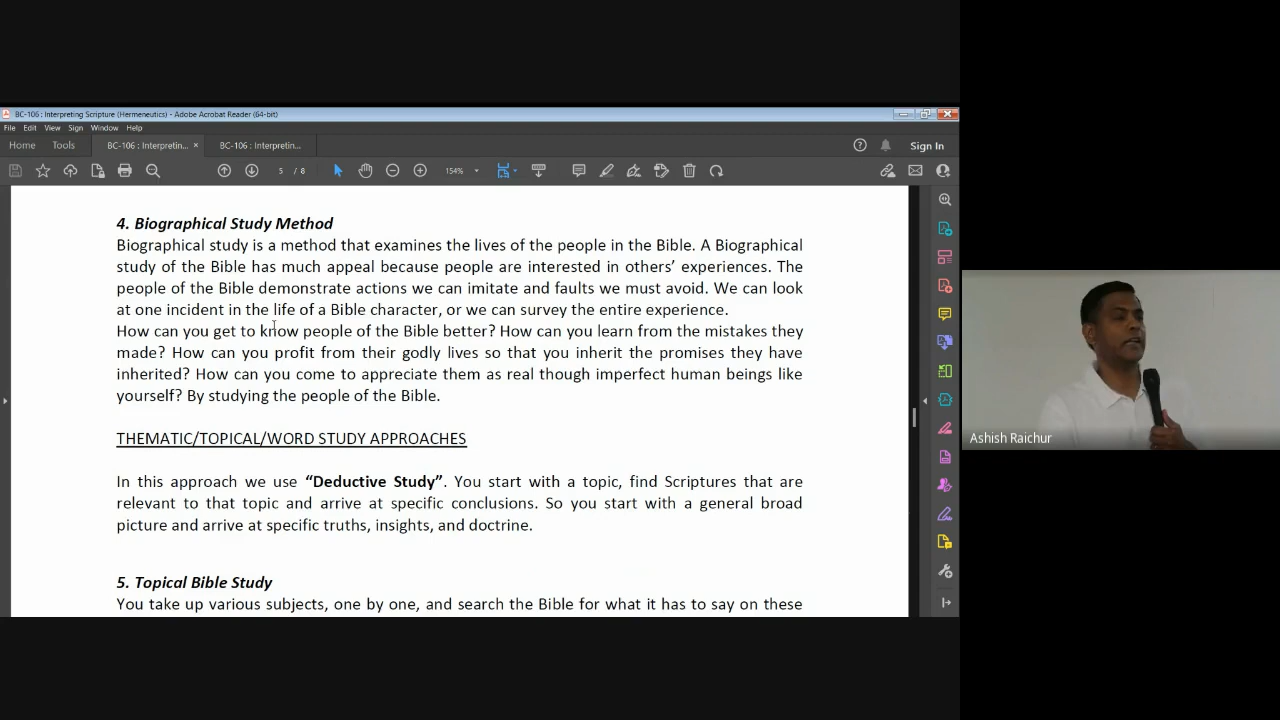 BC-106 : Interpreting Scripture (Hermeneutics) - Adobe Acrobat Reader (64-bit)
File Edit View Sign Window Help
Home Tools BC-106 : Interpretin... × BC-106 : Interpretin... Sign In
5 / 8 154%
4. Biographical Study Method
Biographical study is a method that examines the lives of the people in the Bible. A Biographical
study of the Bible has much appeal because people are interested in others’ experiences. The
people of the Bible demonstrate actions we can imitate and faults we must avoid. We can look
at one incident in the life of a Bible character, or we can survey the entire experience.
How can you get to know people of the Bible better? How can you learn from the mistakes they
made? How can you profit from their godly lives so that you inherit the promises they have
inherited? How can you come to appreciate them as real though imperfect human beings like
yourself? By studying the people of the Bible.
THEMATIC/TOPICAL/WORD STUDY APPROACHES
In this approach we use “Deductive Study”. You start with a topic, find Scriptures that are
relevant to that topic and arrive at specific conclusions. So you start with a general broad
picture and arrive at specific truths, insights, and doctrine.
5. Topical Bible Study
You take up various subjects, one by one, and search the Bible for what it has to say on these
Ashish Raichur